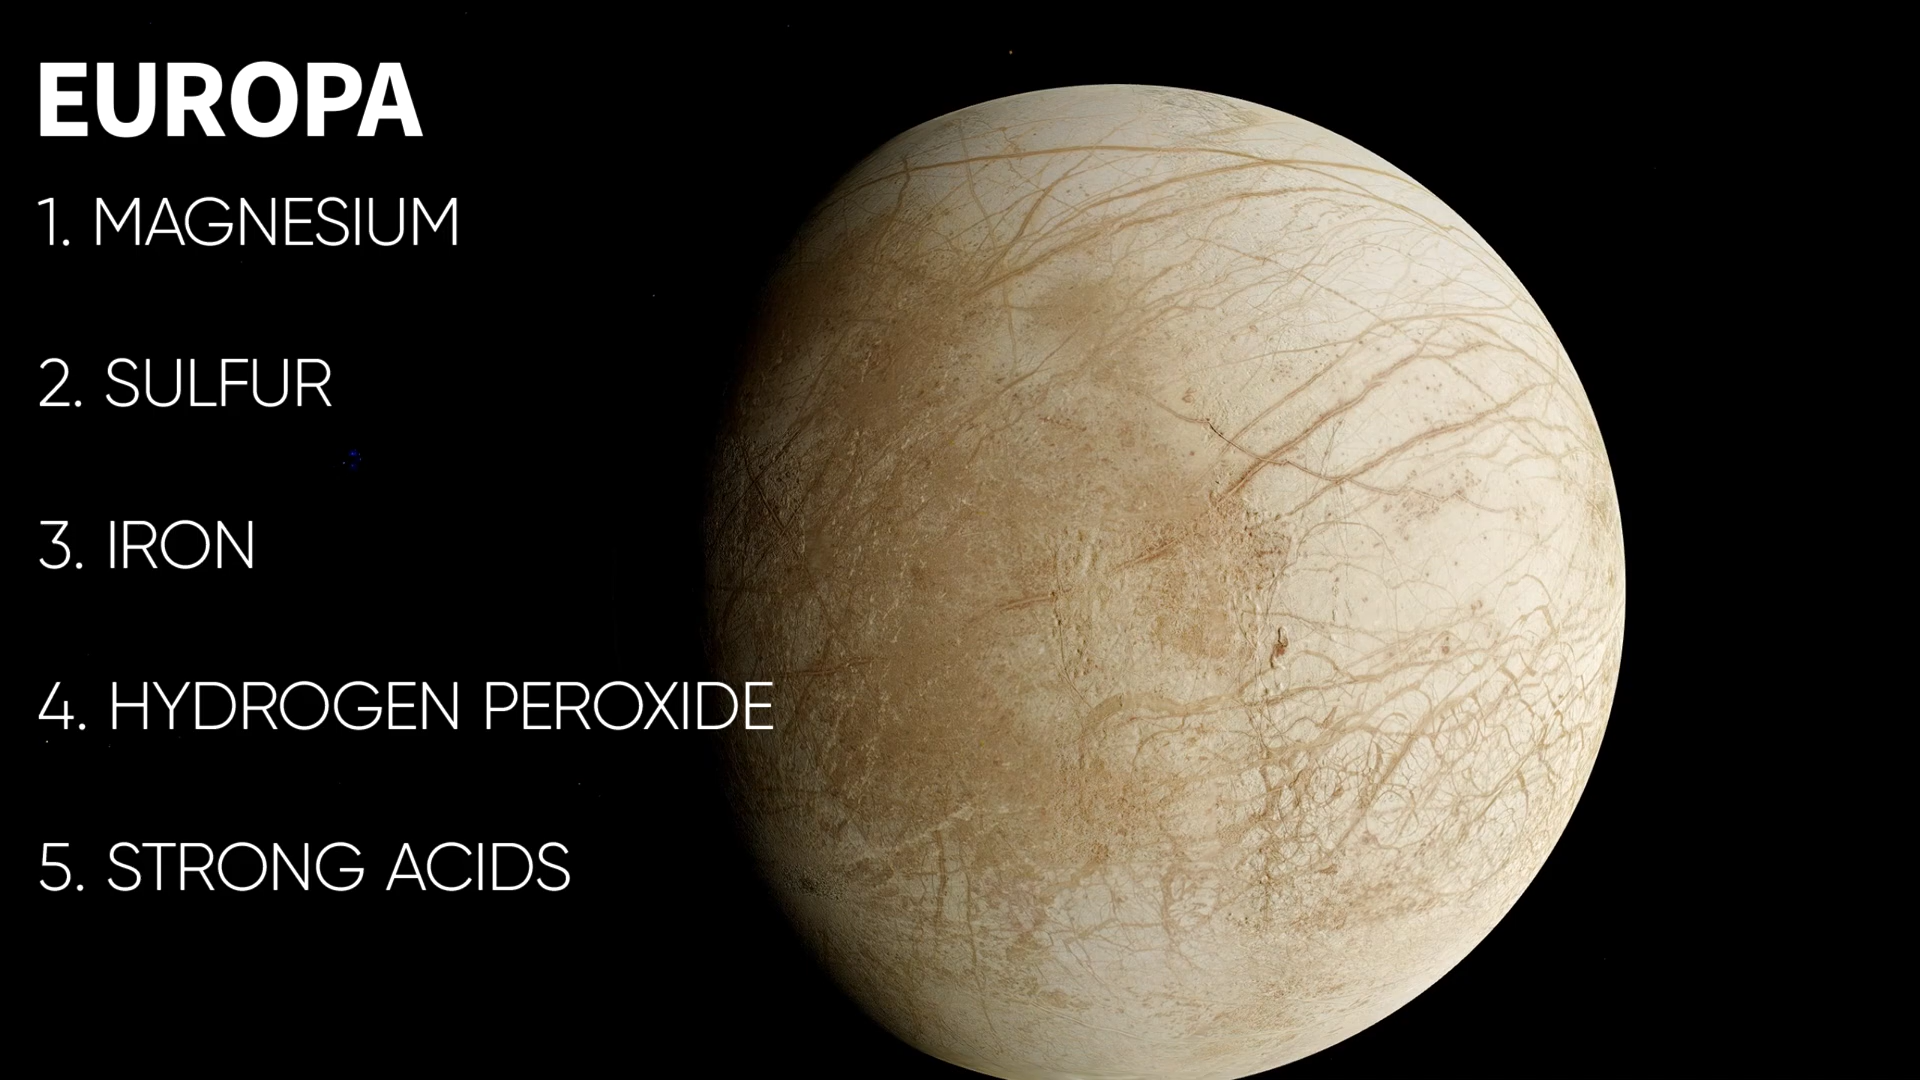 EUROPA
1. MAGNESIUM
2. SULFUR
3. IRON
4. HYDROGEN PEROXIDE
5. STRONG ACIDS